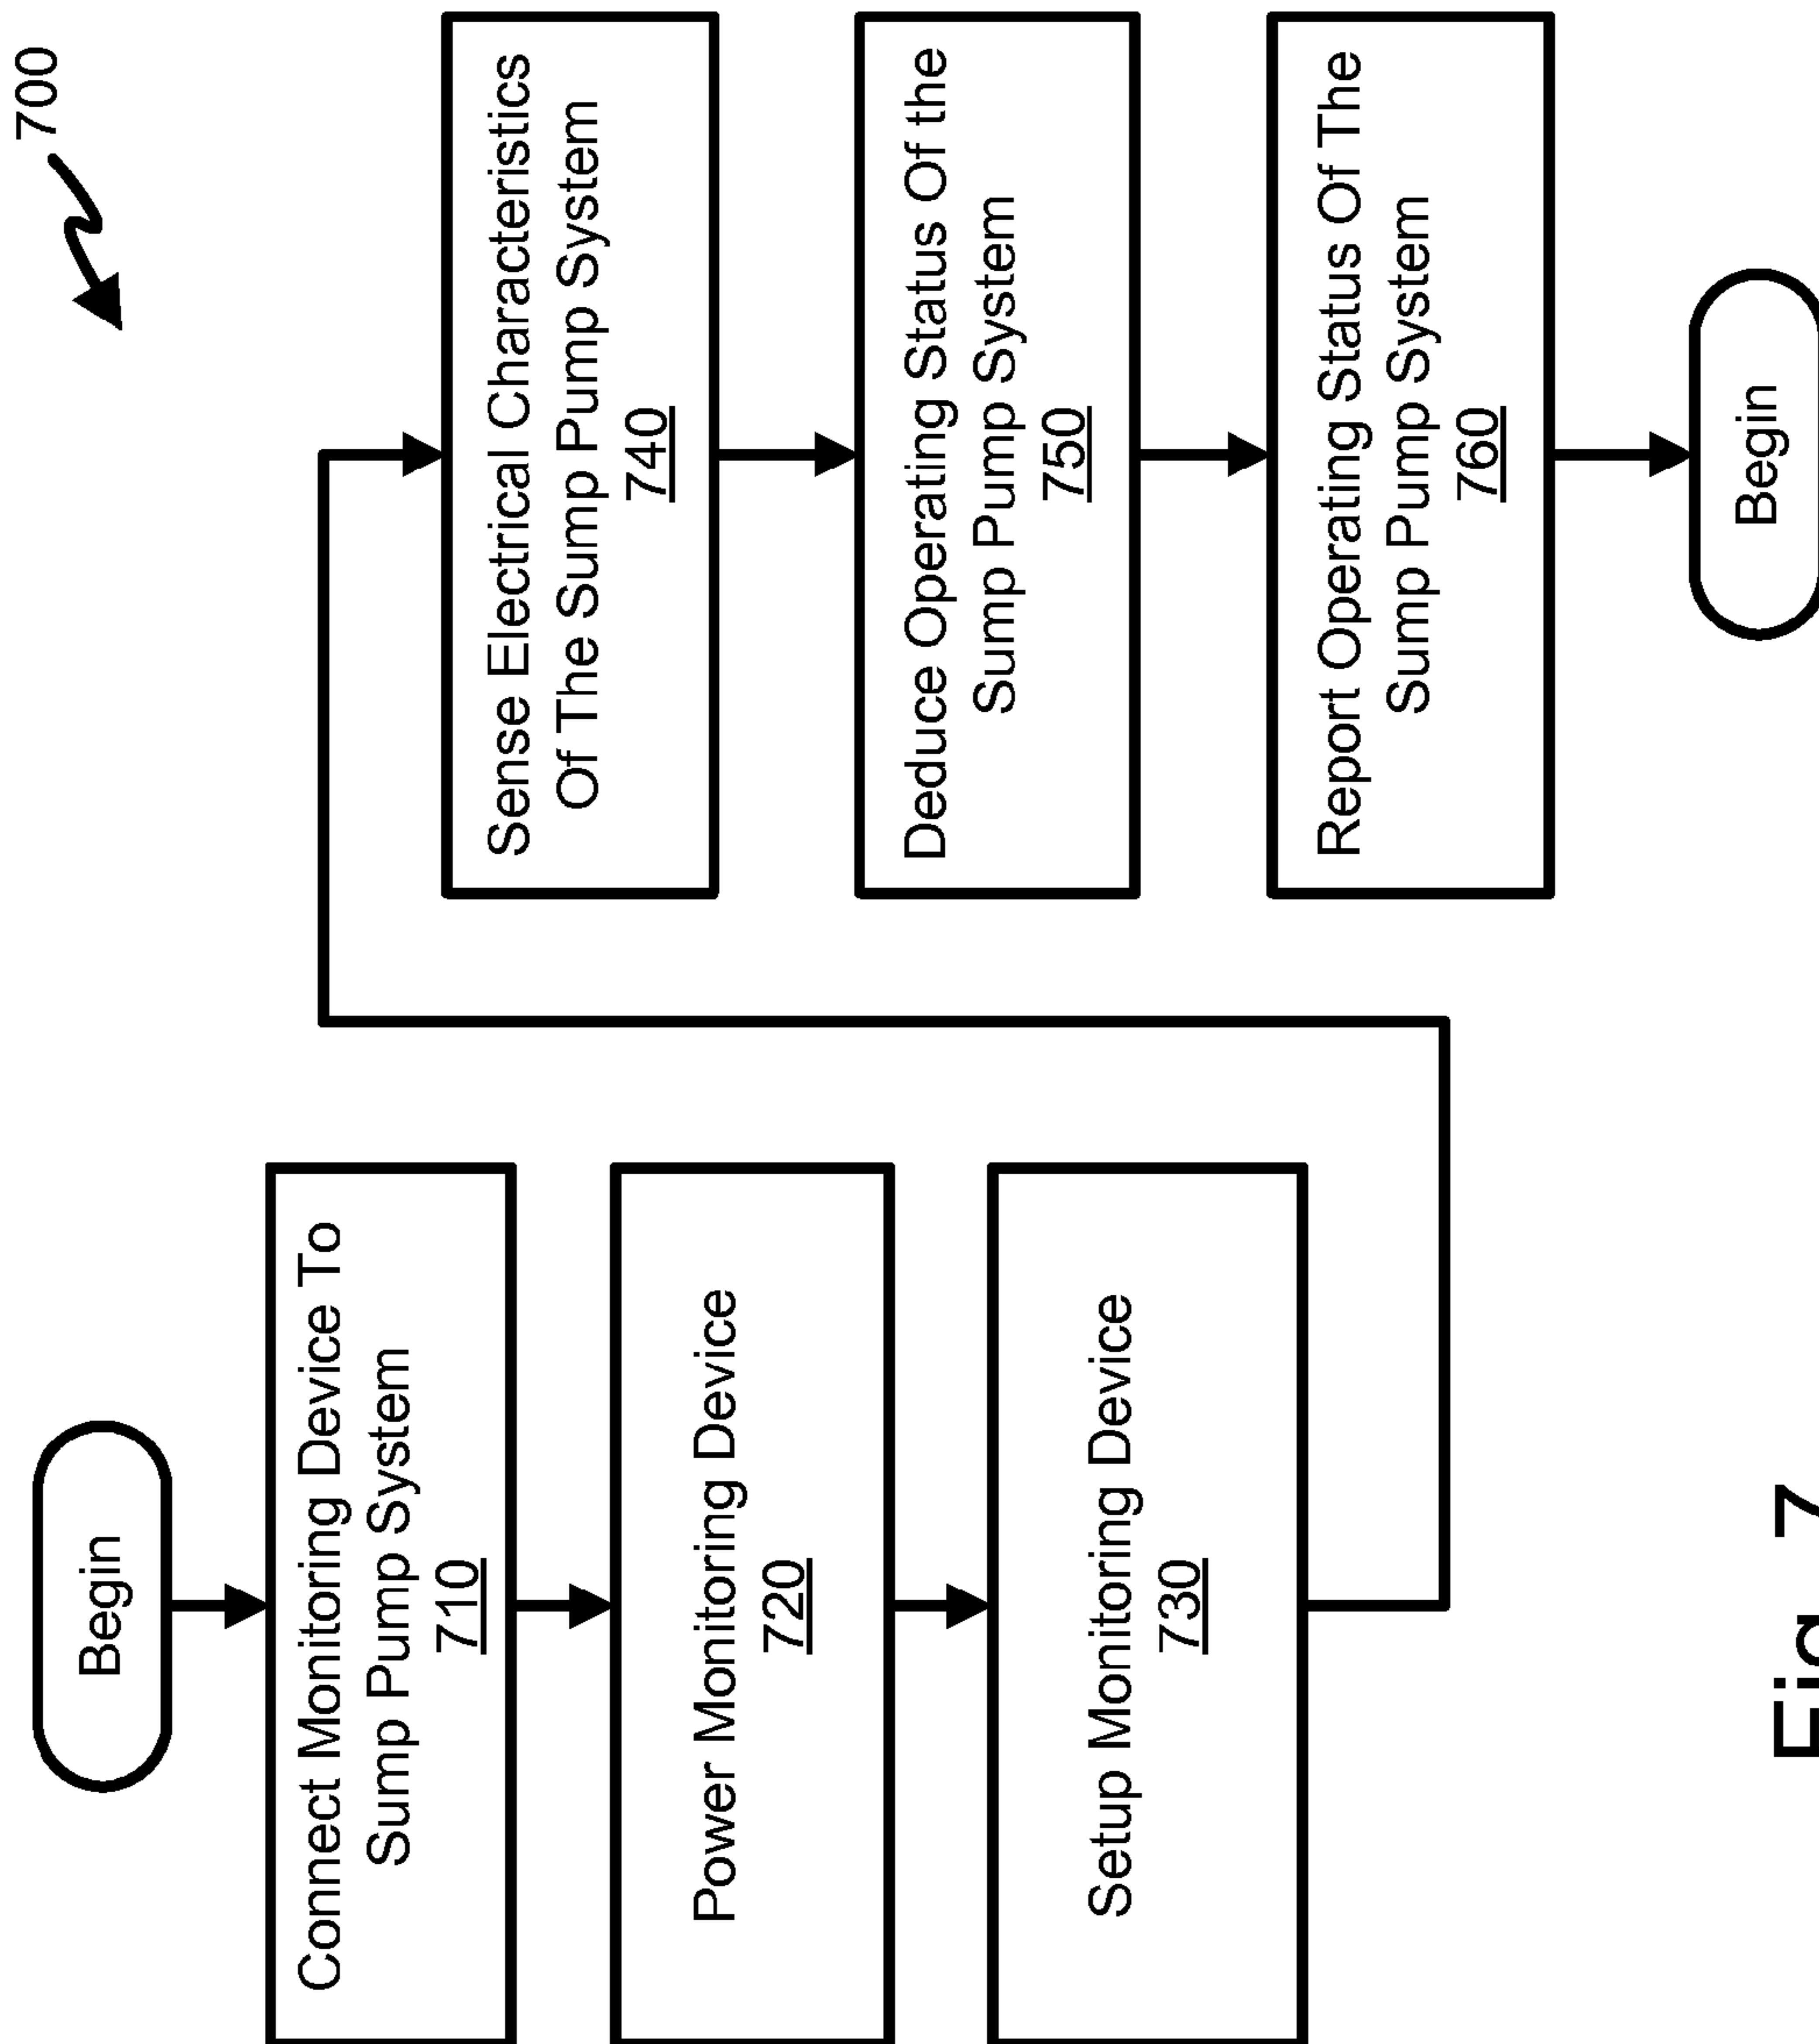 700
Begin
Connect Monitoring Device To
Sump Pump System
710
Power Monitoring Device
720
Setup Monitoring Device
730
Sense Electrical Characteristics
Of The Sump Pump System
740
Deduce Operating Status Of the
Sump Pump System
750
Report Operating Status Of The
Sump Pump System
760
Begin
Fig. 7